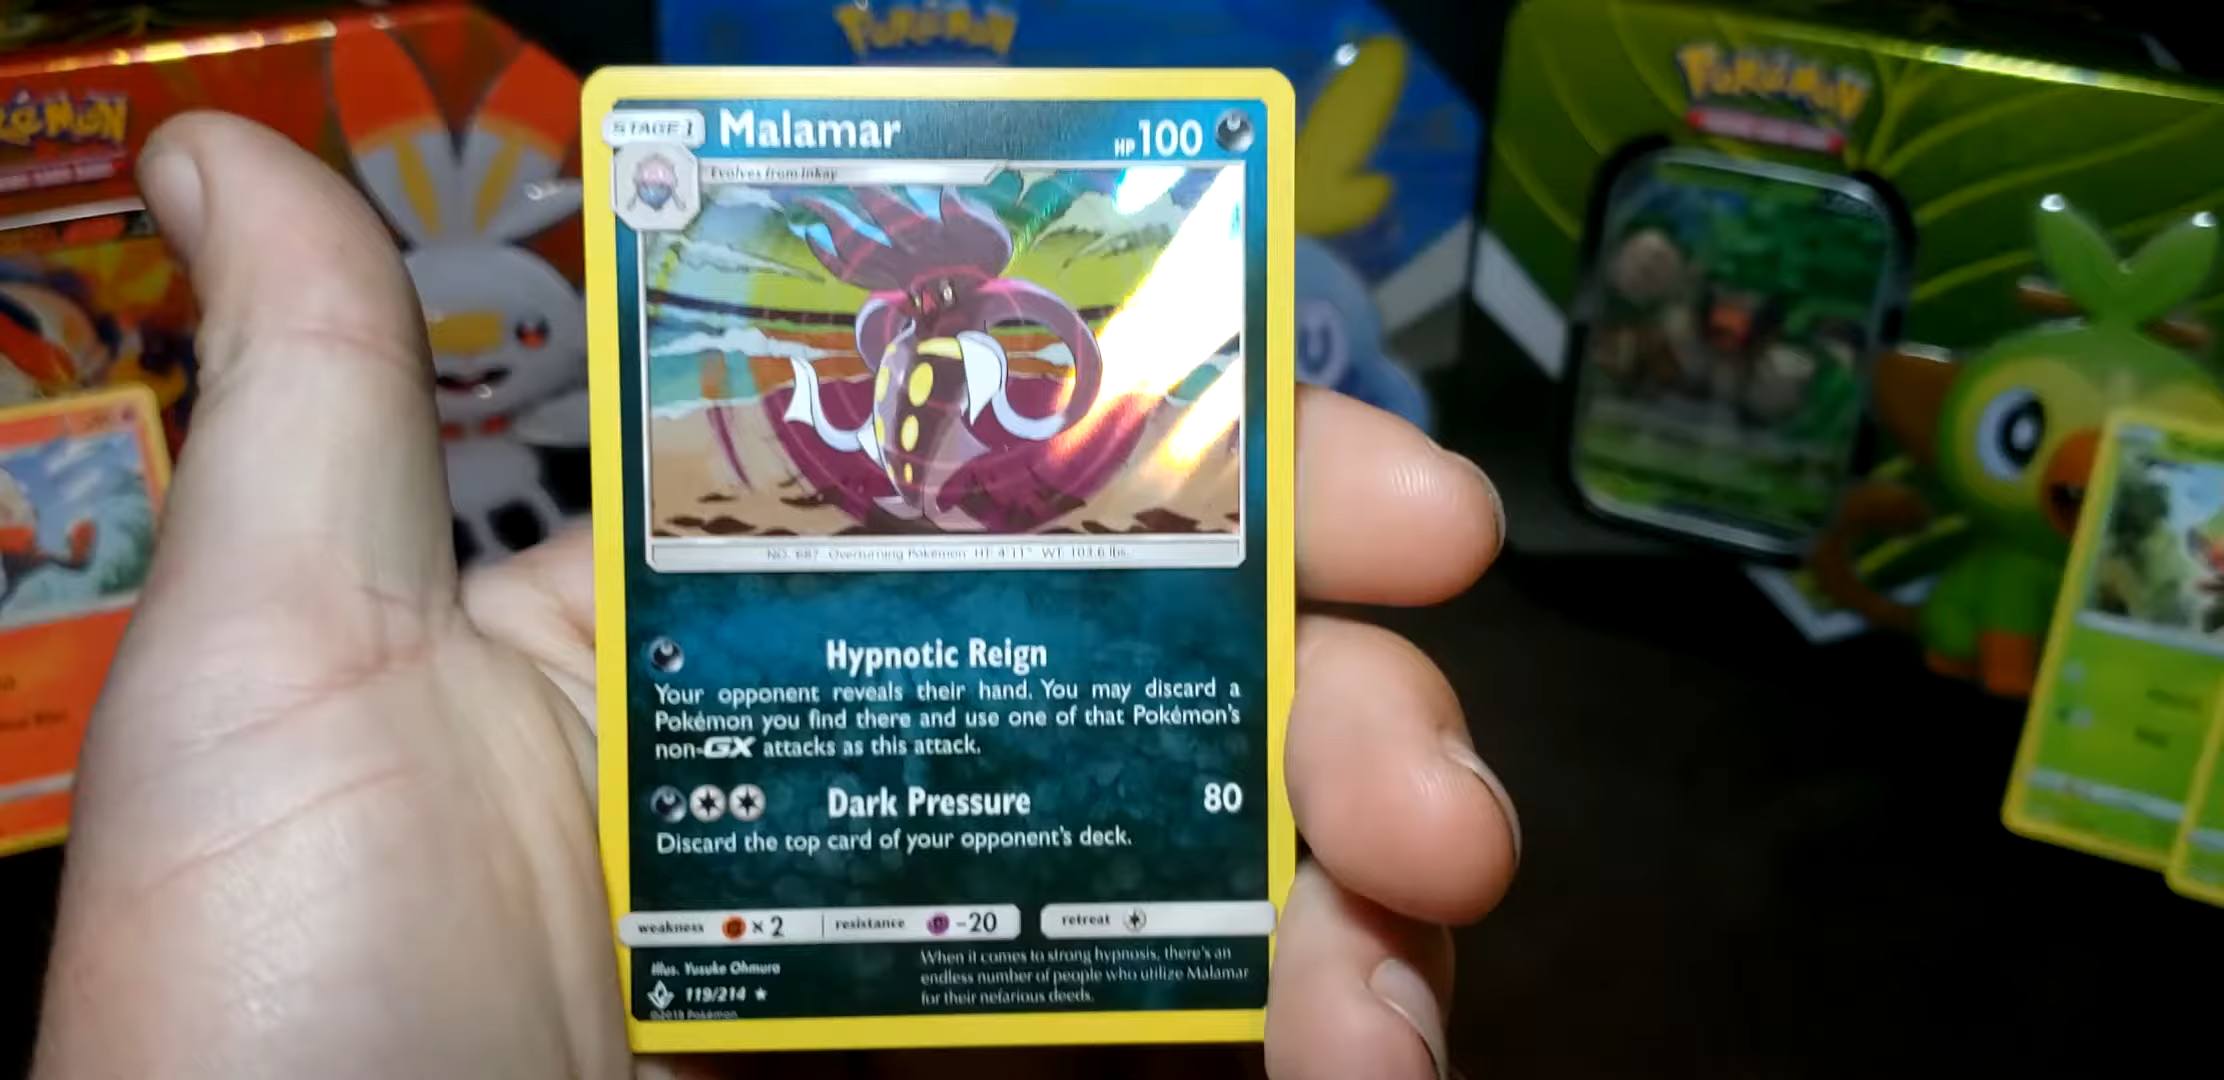 Pokémon
Pokémon
STAGE 1
Malamar
HP 100
Evolves from Inkay
NO. 687 Overturning Pokémon HT: 4'11" WT: 103.6 lbs.
Hypnotic Reign
Your opponent reveals their hand. You may discard a
Pokémon you find there and use one of that Pokémon's
non-GX attacks as this attack.
Dark Pressure 80
Discard the top card of your opponent's deck.
weakness × 2 resistance -20 retreat
Illus. Yusuke Ohmura
119/214
©2018 Pokémon
When it comes to strong hypnosis, there's an
endless number of people who utilize Malamar
for their nefarious deeds.